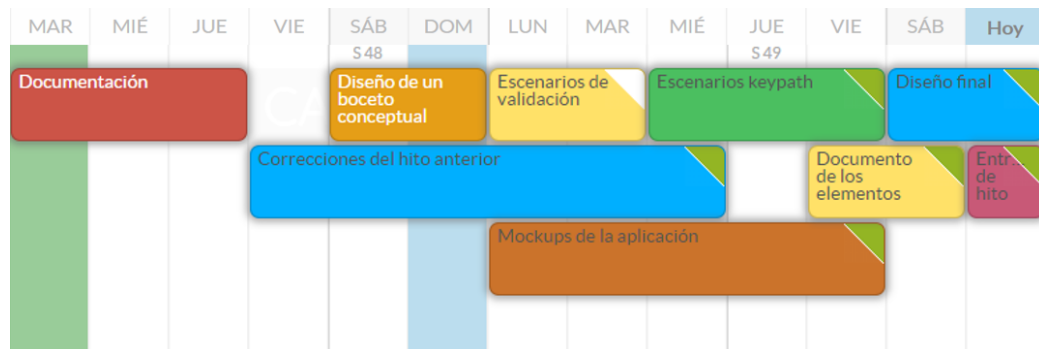 MAR MIÉ JUE VIE SÁB DOM LUN MAR MIÉ JUE VIE SÁB Hoy
S 48 S 49
Documentación
Diseño de un
boceto
conceptual
Escenarios de
validación
Escenarios keypath
Diseño final
Correcciones del hito anterior
Documento
de los
elementos
Entr...
de
hito
Mockups de la aplicación
CA